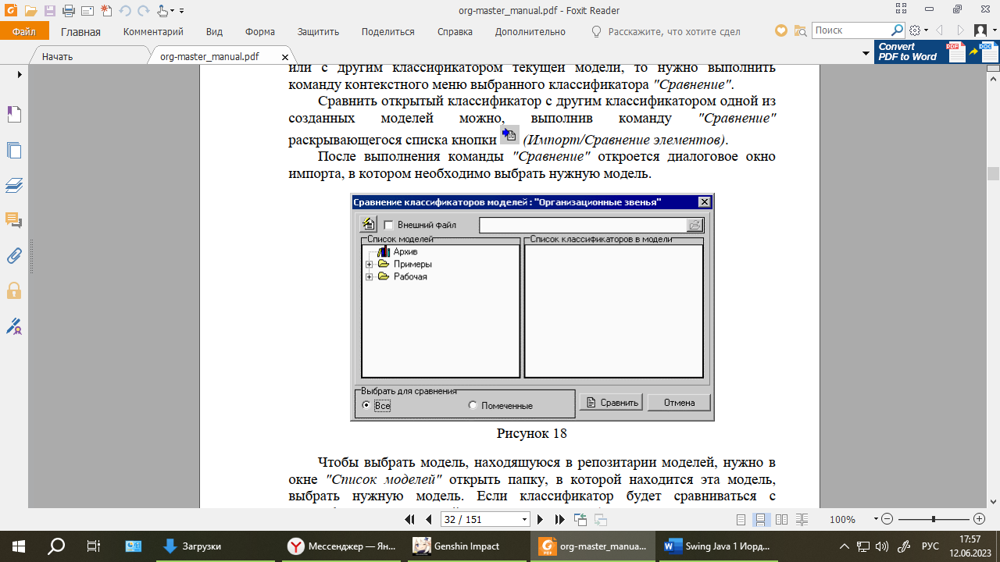 org-master_manual.pdf - Foxit Reader
Файл Главная Комментарий Вид Форма Защитить Поделиться Справка Дополнительно Расскажите, что хотите сдел Поиск
Начать org-master_manual.pdf
Convert
PDF to Word
PDF DOC
или с другим классификатором текущей модели, то нужно выполнить
команду контекстного меню выбранного классификатора "Сравнение".
Сравнить открытый классификатор с другим классификатором одной из
созданных моделей можно, выполнив команду "Сравнение"
раскрывающегося списка кнопки (Импорт/Сравнение элементов).
После выполнения команды "Сравнение" откроется диалоговое окно
импорта, в котором необходимо выбрать нужную модель.
Сравнение классификаторов моделей : "Организационные звенья"
Внешний файл
Список моделей Список классификаторов в модели
Архив
Примеры
Рабочая
Выбрать для сравнения
Все Помеченные Сравнить Отмена
Рисунок 18
Чтобы выбрать модель, находящуюся в репозитарии моделей, нужно в
окне "Список моделей" открыть папку, в которой находится эта модель,
выбрать нужную модель. Если классификатор будет сравниваться с
32 / 151 100%
Загрузки Мессенджер — Ян... Genshin Impact org-master_manua... Swing Java 1 Иорд... РУС 17:57
12.06.2023